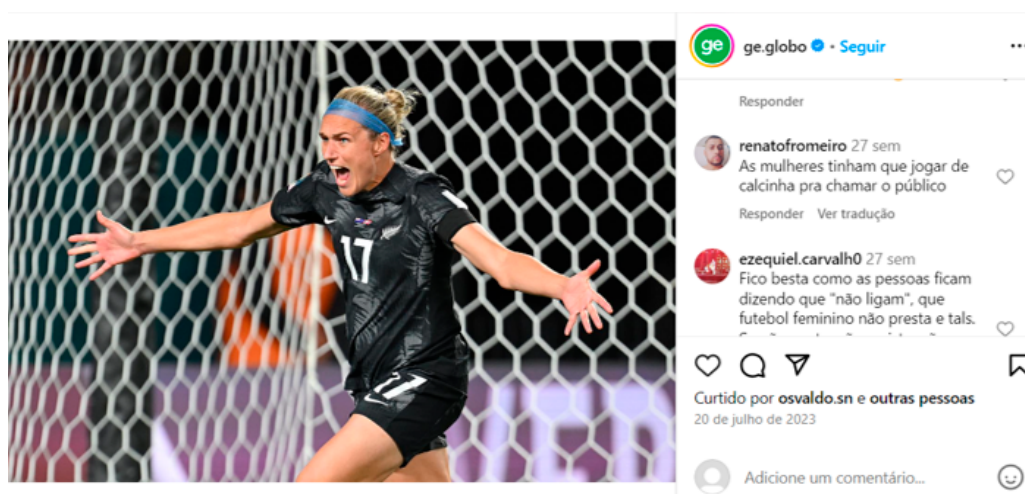 ge
ge.globo • Seguir
Responder
renatofromeiro 27 sem
As mulheres tinham que jogar de
calcinha pra chamar o público
Responder Ver tradução
ezequiel.carvalh0 27 sem
Fico besta como as pessoas ficam
dizendo que "não ligam", que
futebol feminino não presta e tals.
Curtido por osvaldo.sn e outras pessoas
20 de julho de 2023
Adicione um comentário...
17
17